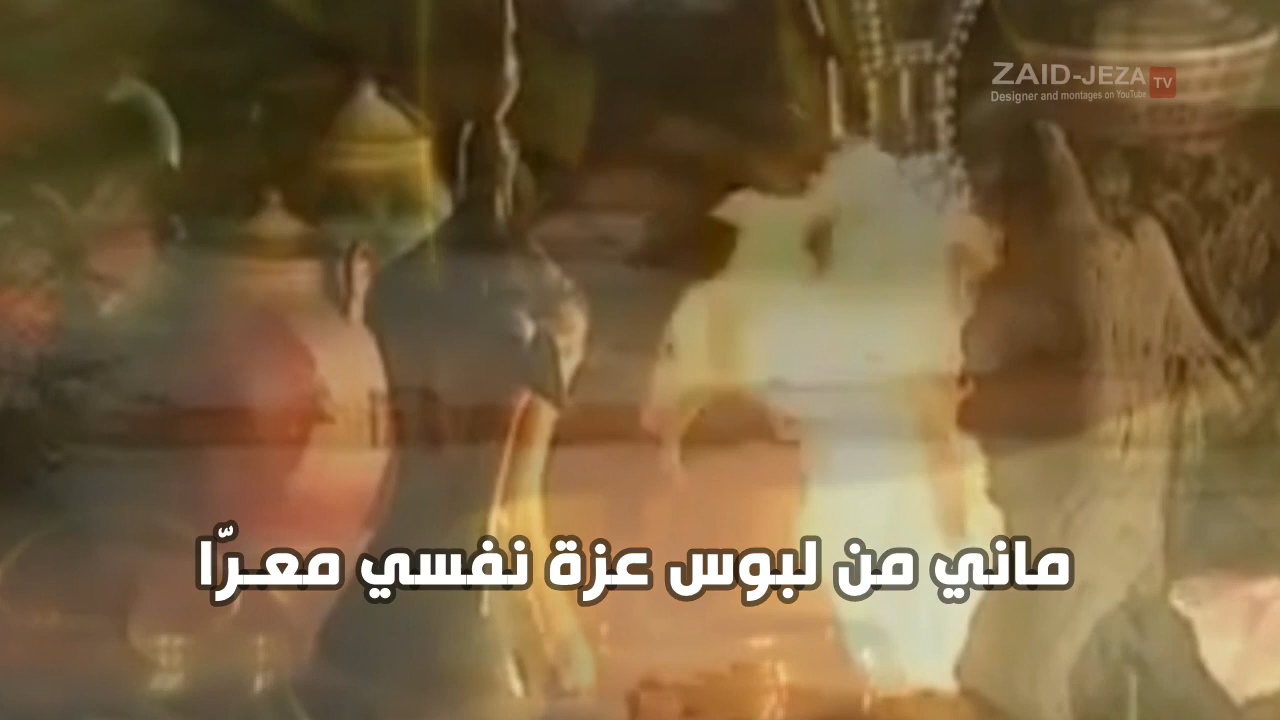 ZAID-JEZA TV
Designer and montages on YouTube
ماني من لبوس عزة نفسي معـرّا